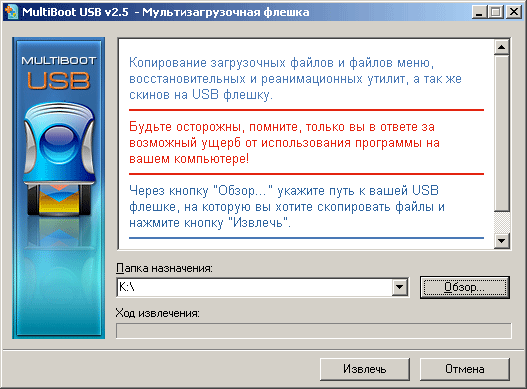 MultiBoot USB v2.5 - Мультизагрузочная флешка
MULTIBOOT
USB
Копирование загрузочных файлов и файлов меню,
восстановительных и реанимационных утилит, а так же
скинов на USB флешку.
Будьте осторожны, помните, только вы в ответе за
возможный ущерб от использования программы на
вашем компьютере!
Через кнопку "Обзор..." укажите путь к вашей USB
флешке, на которую вы хотите скопировать файлы и
нажмите кнопку "Извлечь".
Папка назначения:
K:\
Обзор...
Ход извлечения:
Извлечь
Отмена